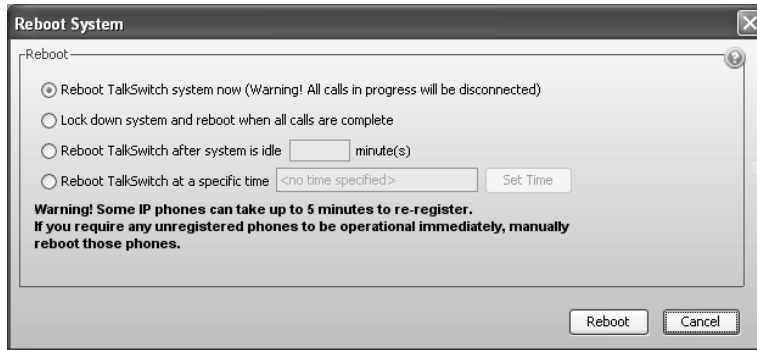 Reboot System
Reboot
Reboot TalkSwitch system now (Warning! All calls in progress will be disconnected)
Lock down system and reboot when all calls are complete
Reboot TalkSwitch after system is idle minute(s)
Reboot TalkSwitch at a specific time <no time specified> Set Time
Warning! Some IP phones can take up to 5 minutes to re-register.
If you require any unregistered phones to be operational immediately, manually
reboot those phones.
Reboot Cancel